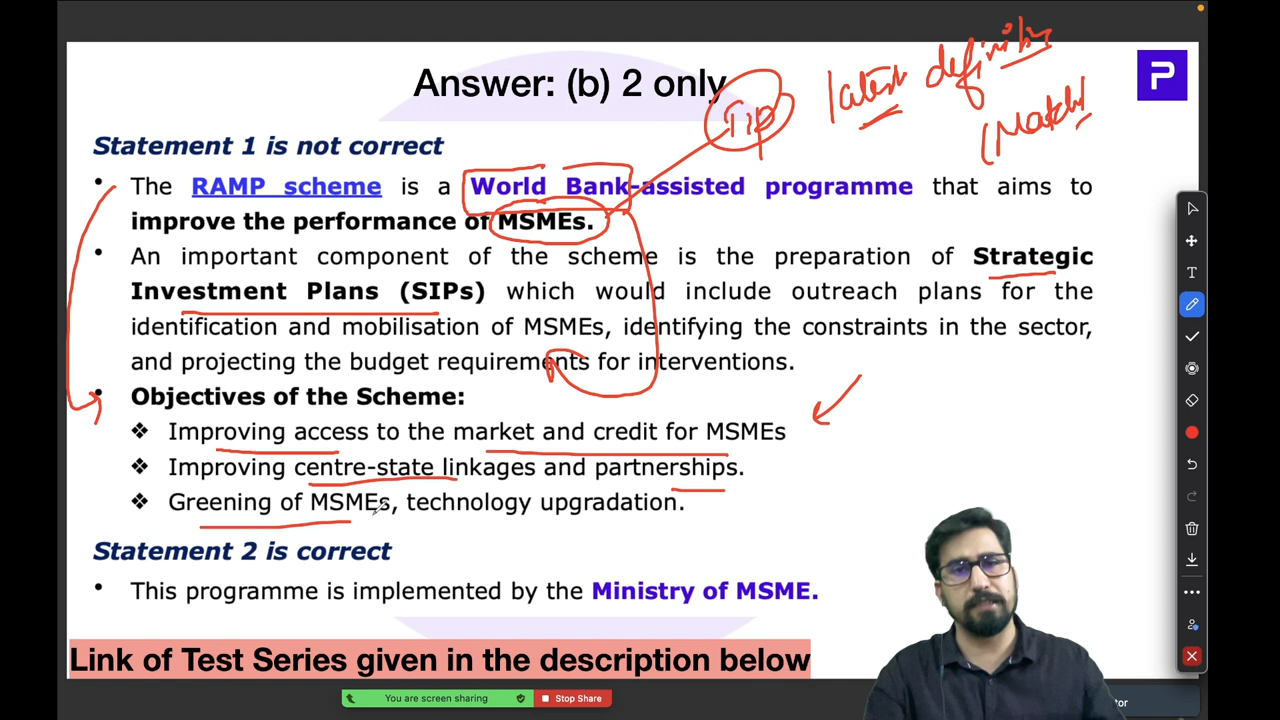 Answer: (b) 2 only
Tip
latest definition
(March)
P
Statement 1 is not correct
• The RAMP scheme is a World Bank-assisted programme that aims to
improve the performance of MSMEs.
• An important component of the scheme is the preparation of Strategic
Investment Plans (SIPs) which would include outreach plans for the
identification and mobilisation of MSMEs, identifying the constraints in the sector,
and projecting the budget requirements for interventions.
• Objectives of the Scheme:
❖ Improving access to the market and credit for MSMEs
❖ Improving centre-state linkages and partnerships.
❖ Greening of MSMEs, technology upgradation.
Statement 2 is correct
• This programme is implemented by the Ministry of MSME.
Link of Test Series given in the description below
You are screen sharing
Stop Share
tor